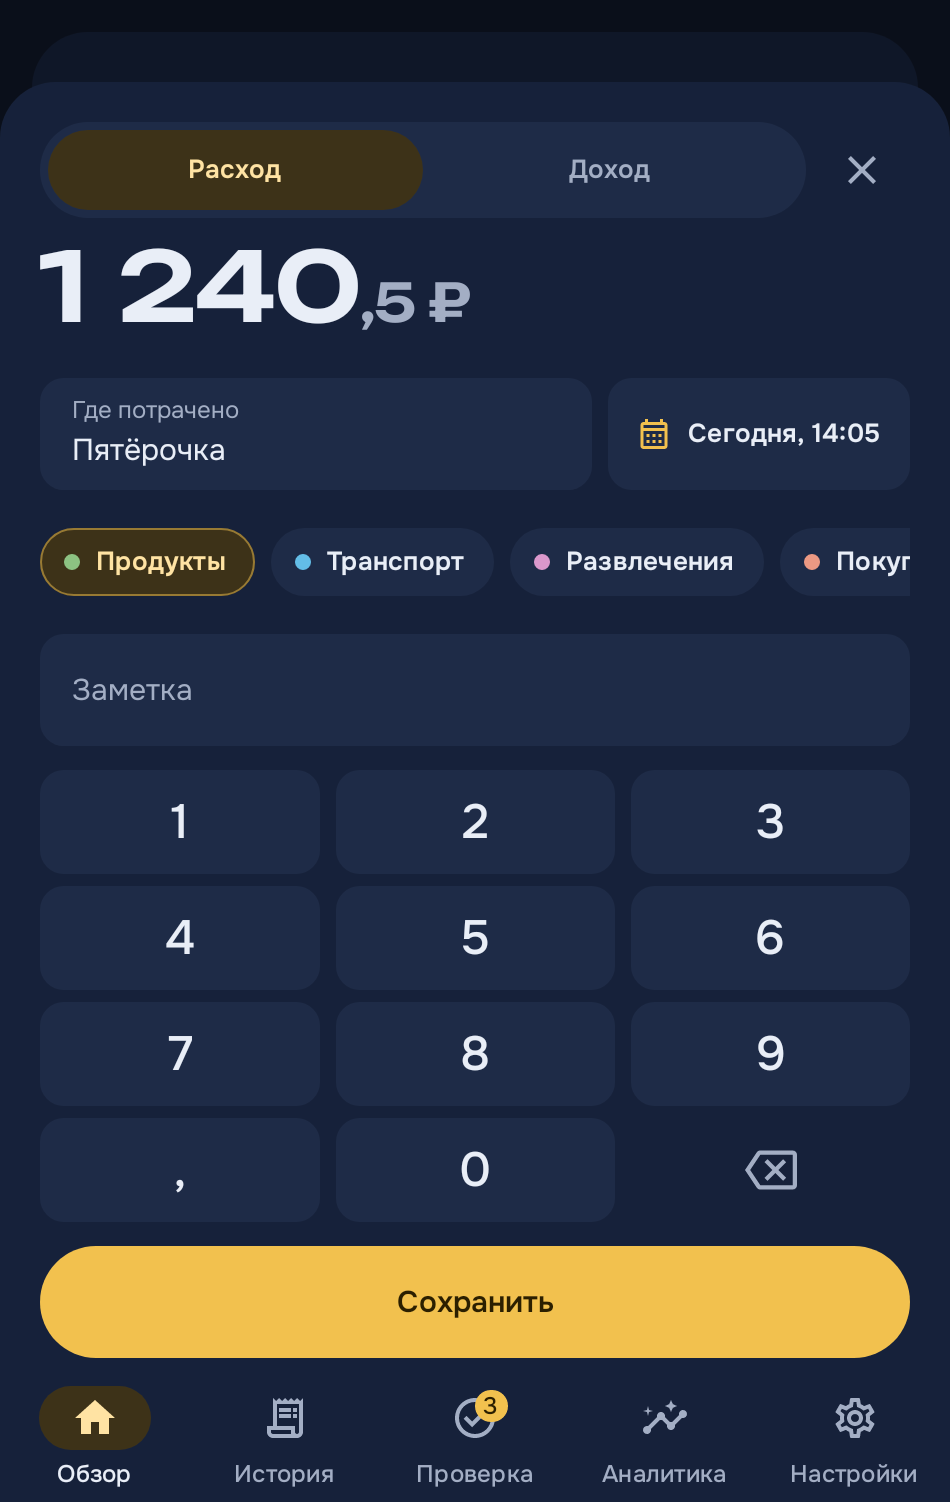 Расход
Доход
1 240,5 ₽
Где потрачено
Пятёрочка
Сегодня, 14:05
Продукты
Транспорт
Развлечения
Заметка
1
2
3
4
5
6
7
8
9
,
0
Сохранить
3
Обзор
История
Проверка
Аналитика
Настройки